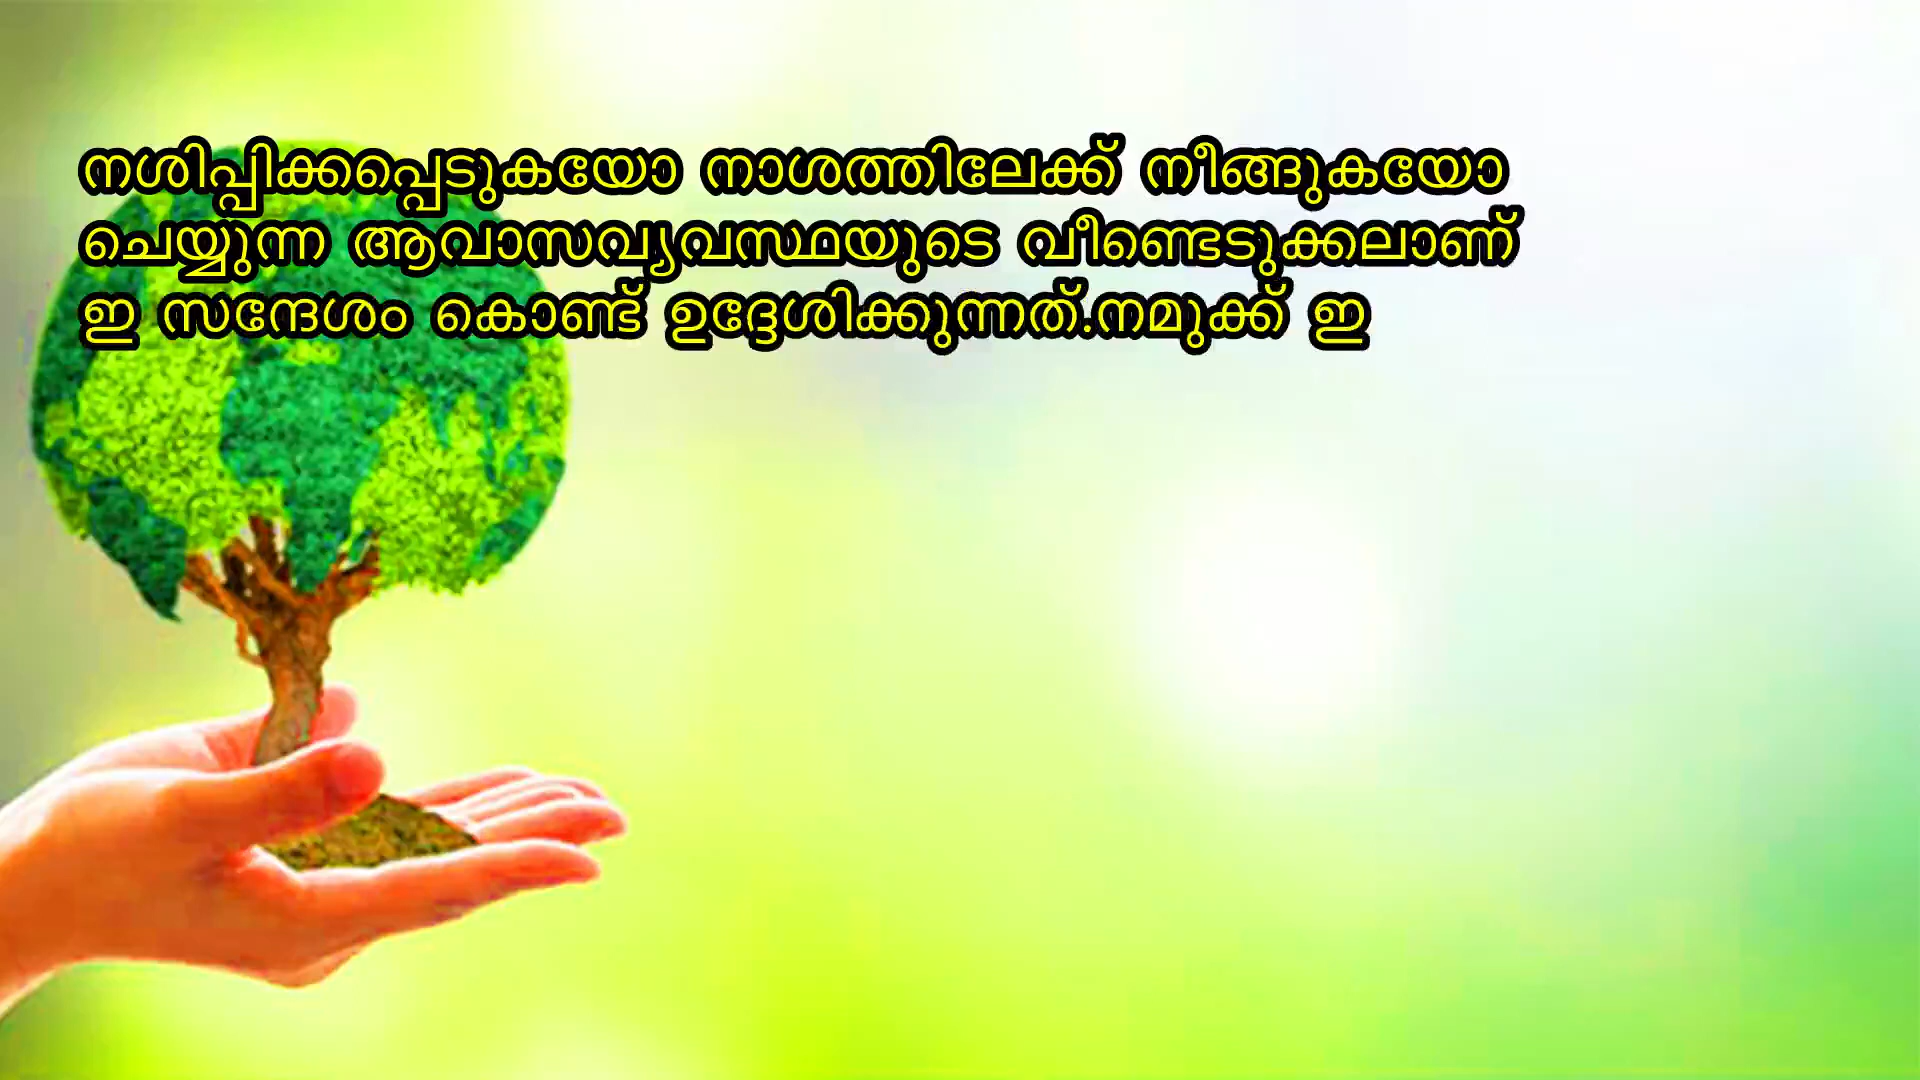 നശിപ്പിക്കപ്പെടുകയോ നാശത്തിലേക്ക് നീങ്ങുകയോ
ചെയ്യുന്ന ആവാസവ്യവസ്ഥയുടെ വീണ്ടെടുക്കലാണ്
ഇ സന്ദേശം കൊണ്ട് ഉദ്ദേശിക്കുന്നത്.നമുക്ക് ഇ